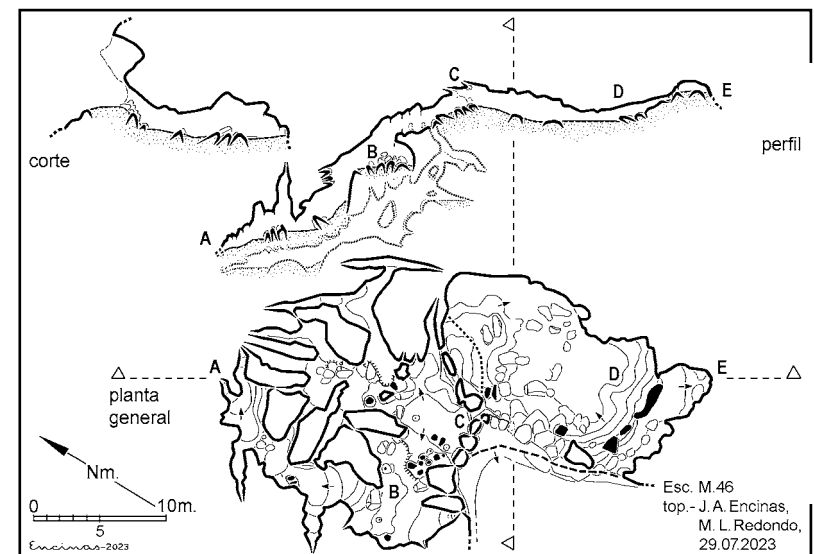 C
D
E
B
A
corte
perfil
A
D
E
planta
general
C
B
Nm.
0
10m.
5
Encinas-2023
Esc. M.46
top.- J. A. Encinas,
M. L. Redondo,
29.07.2023